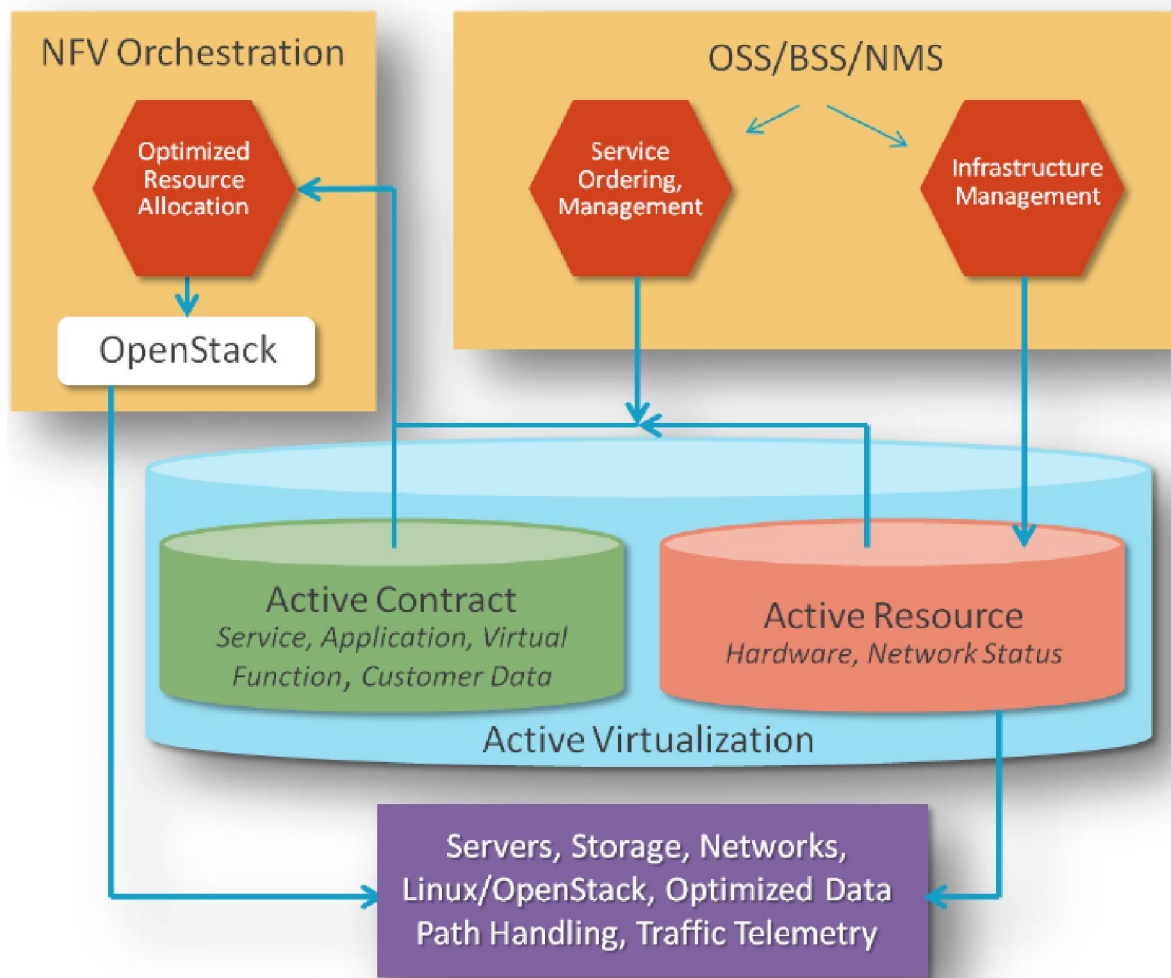 NFV Orchestration
Optimized
Resource
Allocation
OpenStack
OSS/BSS/NMS
Service
Ordering,
Management
Infrastructure
Management
Active Contract
Service, Application, Virtual
Function, Customer Data
Active Resource
Hardware, Network Status
Active Virtualization
Servers, Storage, Networks,
Linux/OpenStack, Optimized Data
Path Handling, Traffic Telemetry